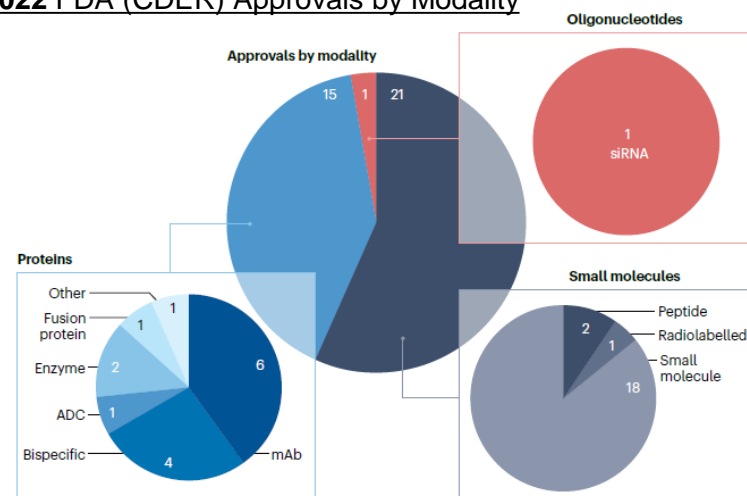 022 FDA (CDER) Approvals by Modality
Oligonucleotides
Approvals by modality
15
1
21
1
siRNA
Proteins
Other
1
Fusion
protein
1
Enzyme
2
ADC
1
Bispecific
4
6
mAb
Small molecules
Peptide
2
Radiolabelled
1
Small
molecule
18